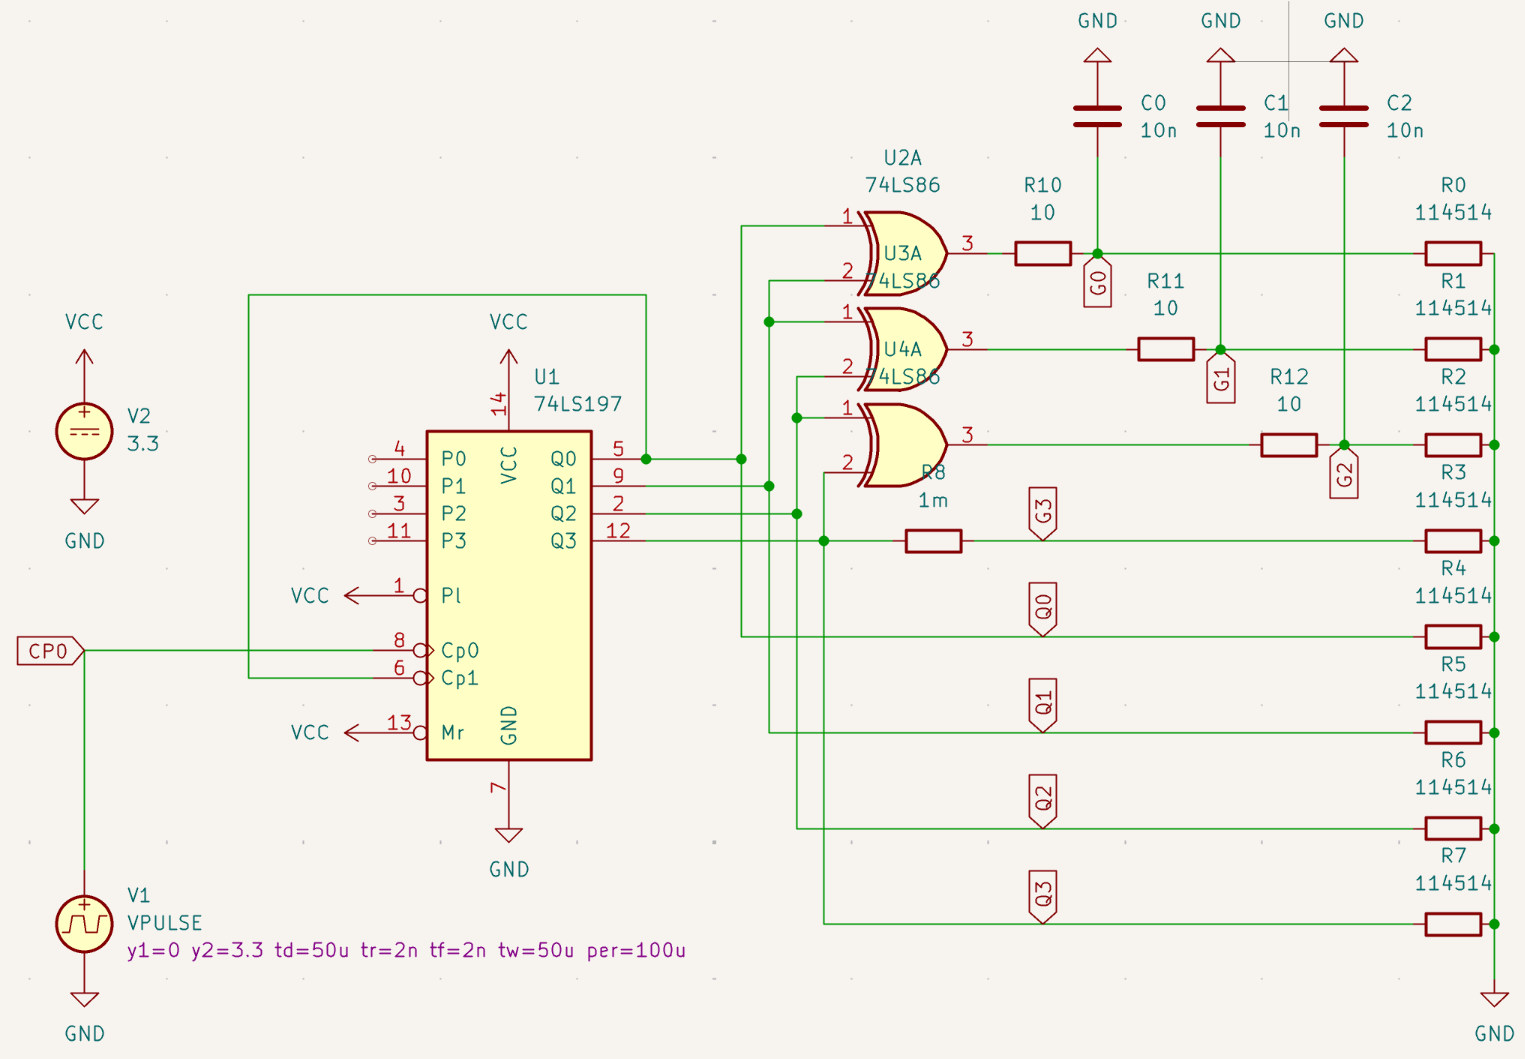 GND
GND
GND
C0
10n
C1
10n
C2
10n
U2A
74LS86
1
2
3
R10
10
G0
R0
114514
U3A
74LS86
1
2
3
R11
10
G1
R1
114514
U4A
74LS86
1
2
3
R12
10
G2
R2
114514
VCC
V2
3.3
GND
VCC
14
U1
74LS197
VCC
4
P0
Q0
5
10
P1
Q1
9
3
P2
Q2
2
11
P3
Q3
12
VCC
1
Pl
8
Cp0
6
Cp1
VCC
13
Mr
GND
7
GND
R8
1m
G3
R3
114514
Q0
R4
114514
Q1
R5
114514
Q2
R6
114514
Q3
R7
114514
CP0
V1
VPULSE
y1=0 y2=3.3 td=50u tr=2n tf=2n tw=50u per=100u
GND
GND